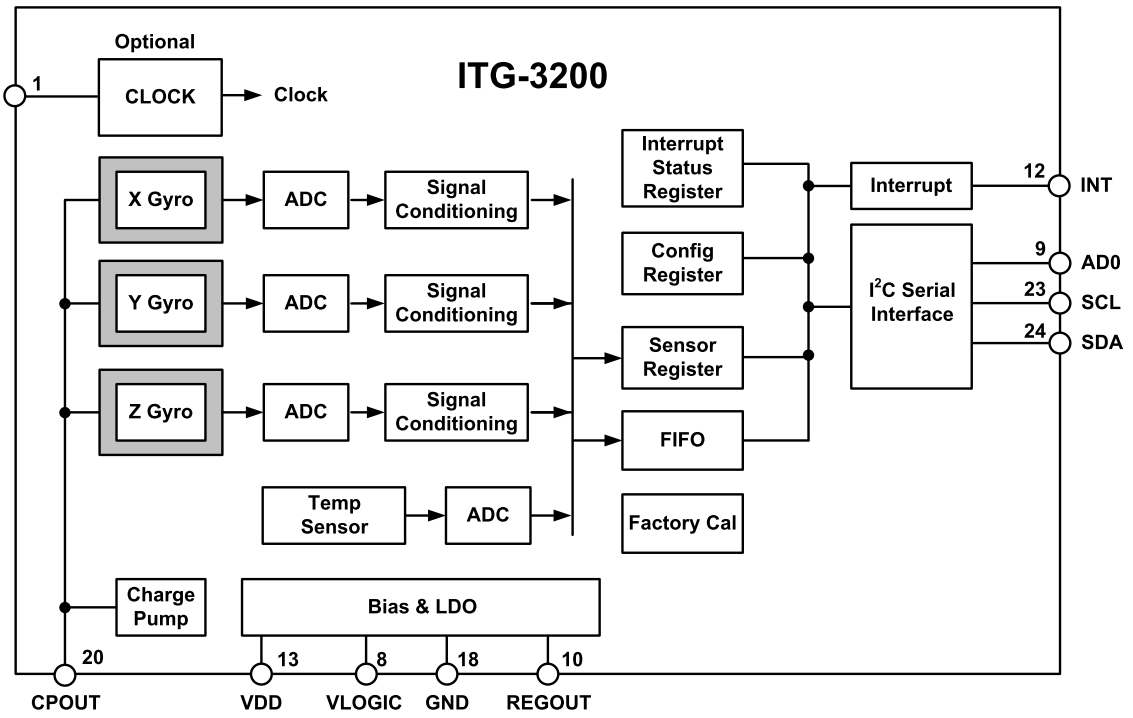 Optional
ITG-3200
1
CLOCK
Clock
Interrupt
Status
Register
X Gyro
ADC
Signal
Conditioning
Interrupt
12
INT
Config
Register
9
AD0
Y Gyro
ADC
Signal
Conditioning
I²C Serial
Interface
23
SCL
24
SDA
Sensor
Register
Z Gyro
ADC
Signal
Conditioning
FIFO
Temp
Sensor
ADC
Factory Cal
Charge
Pump
Bias & LDO
20
13
8
18
10
CPOUT
VDD
VLOGIC
GND
REGOUT